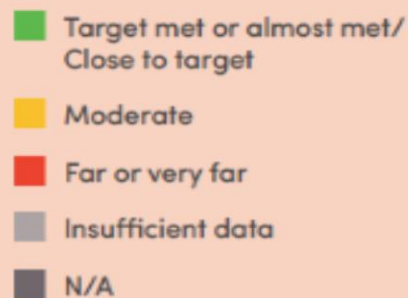 Target met or almost met/
Close to target
Moderate
Far or very far
Insufficient data
N/A